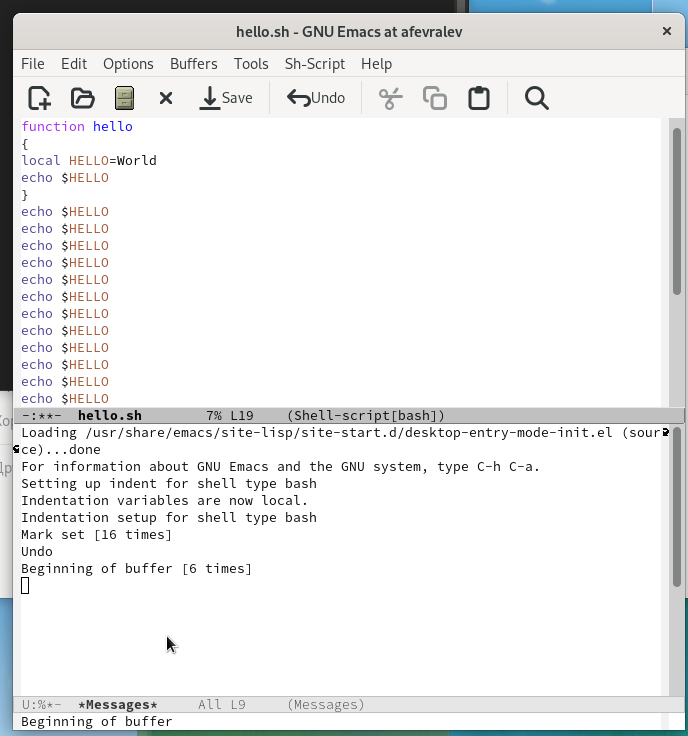 hello.sh - GNU Emacs at afevralev ×
File Edit Options Buffers Tools Sh-Script Help
Save Undo
function hello
{
local HELLO=World
echo $HELLO
}
echo $HELLO
echo $HELLO
echo $HELLO
echo $HELLO
echo $HELLO
echo $HELLO
echo $HELLO
echo $HELLO
echo $HELLO
echo $HELLO
echo $HELLO
echo $HELLO
-:**- hello.sh 7% L19 (Shell-script[bash])
Loading /usr/share/emacs/site-lisp/site-start.d/desktop-entry-mode-init.el (sour
ce)...done
For information about GNU Emacs and the GNU system, type C-h C-a.
Setting up indent for shell type bash
Indentation variables are now local.
Indentation setup for shell type bash
Mark set [16 times]
Undo
Beginning of buffer [6 times]
U:%*- *Messages* All L9 (Messages)
Beginning of buffer